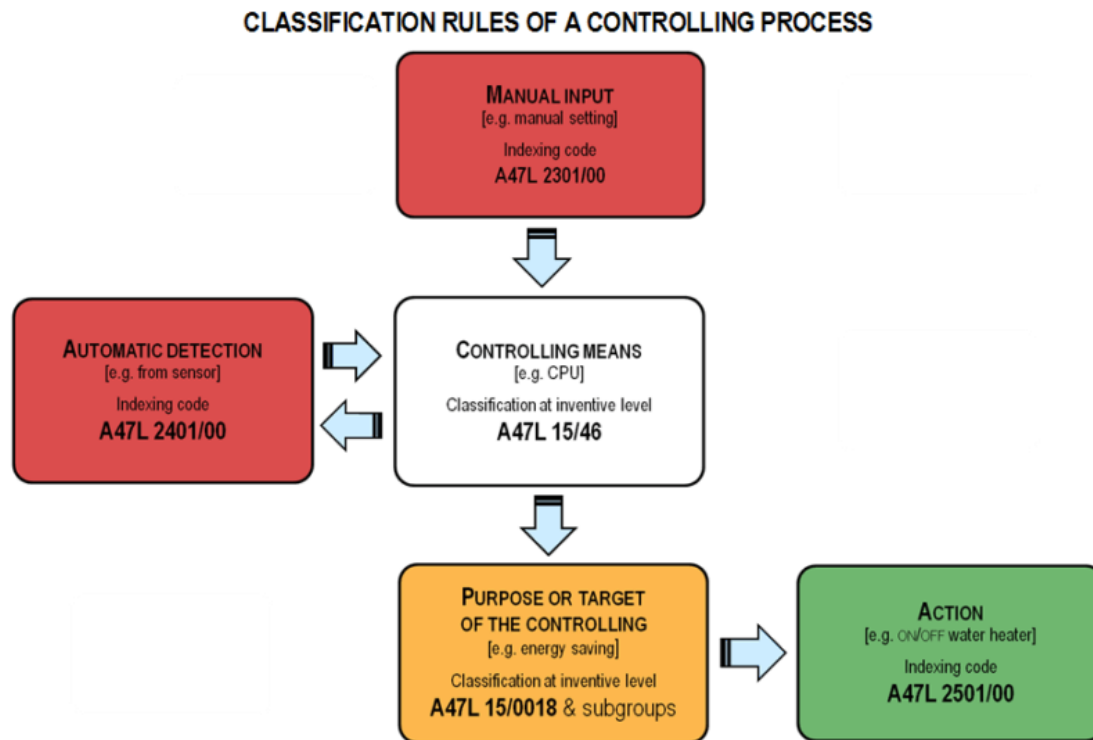 CLASSIFICATION RULES OF A CONTROLLING PROCESS
MANUAL INPUT
[e.g. manual setting]
Indexing code
A47L 2301/00
AUTOMATIC DETECTION
[e.g. from sensor]
Indexing code
A47L 2401/00
CONTROLLING MEANS
[e.g. CPU]
Classification at inventive level
A47L 15/46
PURPOSE OR TARGET
OF THE CONTROLLING
[e.g. energy saving]
Classification at inventive level
A47L 15/0018 & subgroups
ACTION
[e.g. ON/OFF water heater]
Indexing code
A47L 2501/00